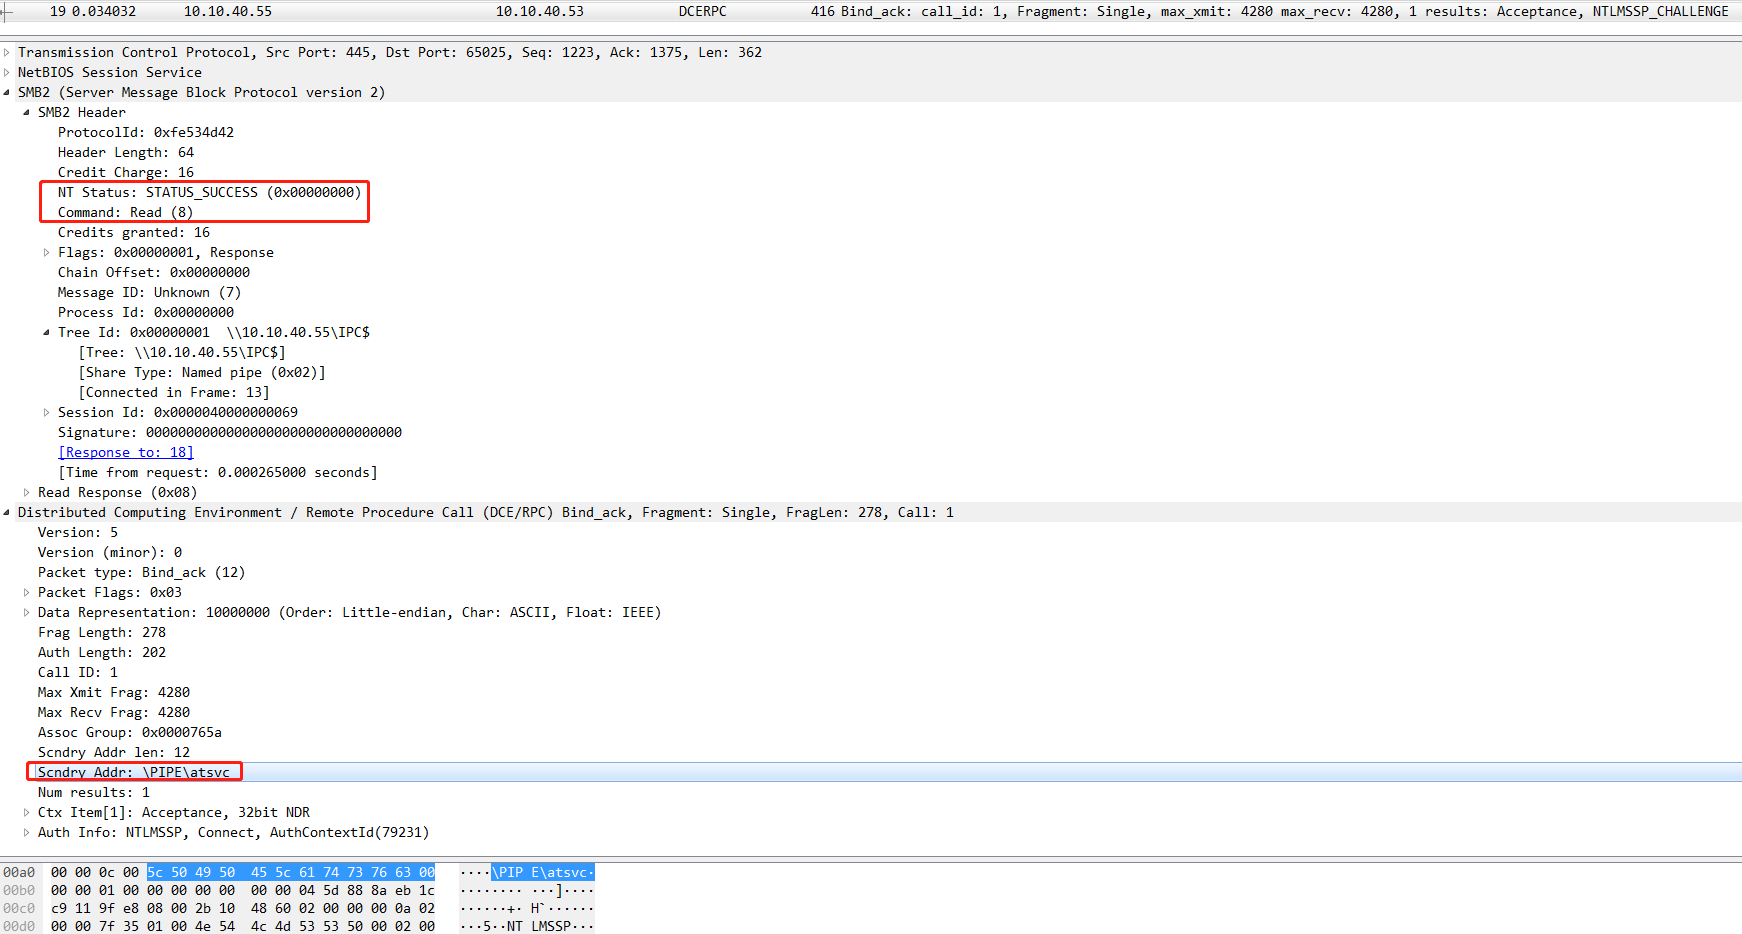 19 0.034032 10.10.40.55 10.10.40.53 DCERPC 416 Bind_ack: call_id: 1, Fragment: Single, max_xmit: 4280 max_recv: 4280, 1 results: Acceptance, NTLMSSP_CHALLENGE
Transmission Control Protocol, Src Port: 445, Dst Port: 65025, Seq: 1223, Ack: 1375, Len: 362
NetBIOS Session Service
SMB2 (Server Message Block Protocol version 2)
SMB2 Header
ProtocolId: 0xfe534d42
Header Length: 64
Credit Charge: 16
NT Status: STATUS_SUCCESS (0x00000000)
Command: Read (8)
Credits granted: 16
Flags: 0x00000001, Response
Chain Offset: 0x00000000
Message ID: Unknown (7)
Process Id: 0x00000000
Tree Id: 0x00000001  \\10.10.40.55\IPC$
[Tree: \\10.10.40.55\IPC$]
[Share Type: Named pipe (0x02)]
[Connected in Frame: 13]
Session Id: 0x0000040000000069
Signature: 00000000000000000000000000000000
[Response to: 18]
[Time from request: 0.000265000 seconds]
Read Response (0x08)
Distributed Computing Environment / Remote Procedure Call (DCE/RPC) Bind_ack, Fragment: Single, FragLen: 278, Call: 1
Version: 5
Version (minor): 0
Packet type: Bind_ack (12)
Packet Flags: 0x03
Data Representation: 10000000 (Order: Little-endian, Char: ASCII, Float: IEEE)
Frag Length: 278
Auth Length: 202
Call ID: 1
Max Xmit Frag: 4280
Max Recv Frag: 4280
Assoc Group: 0x0000765a
Scndry Addr len: 12
Scndry Addr: \PIPE\atsvc
Num results: 1
Ctx Item[1]: Acceptance, 32bit NDR
Auth Info: NTLMSSP, Connect, AuthContextId(79231)
00a0 00 00 0c 00 5c 50 49 50 45 5c 61 74 73 76 63 00 ····\PIP E\atsvc·
00b0 00 00 01 00 00 00 00 00 00 00 04 5d 88 8a eb 1c ········ ···]····
00c0 c9 11 9f e8 08 00 2b 10 48 60 02 00 00 00 0a 02 ······+· H`······
00d0 00 00 7f 35 01 00 4e 54 4c 4d 53 53 50 00 02 00 ···5··NT LMSSP···